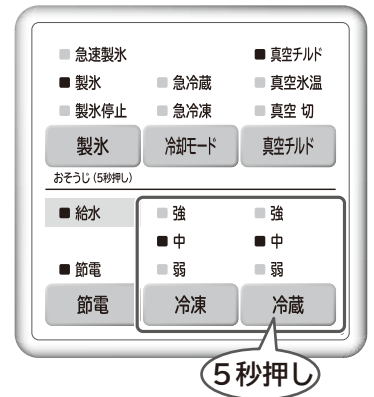 急速製氷 真空チルド
製氷 急冷蔵 真空氷温
製氷停止 急冷凍 真空 切
製氷 冷却モード 真空チルド
おそうじ (5秒押し)
給水 強 強
中 中
節電 弱 弱
節電 冷凍 冷蔵
5秒押し